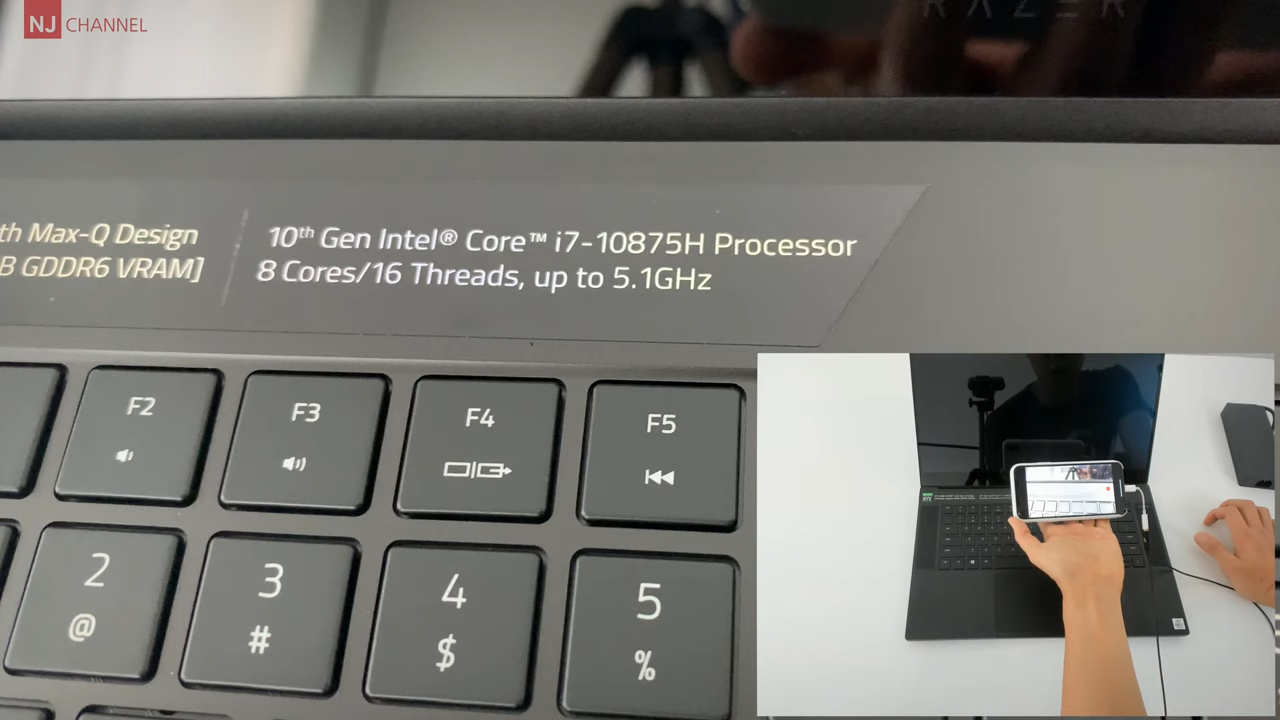 NJ CHANNEL
RAZER
th Max-Q Design
B GDDR6 VRAM]
10th Gen Intel® Core™ i7-10875H Processor
8 Cores/16 Threads, up to 5.1GHz
F2
F3
F4
F5
2
@
3
#
4
$
5
%